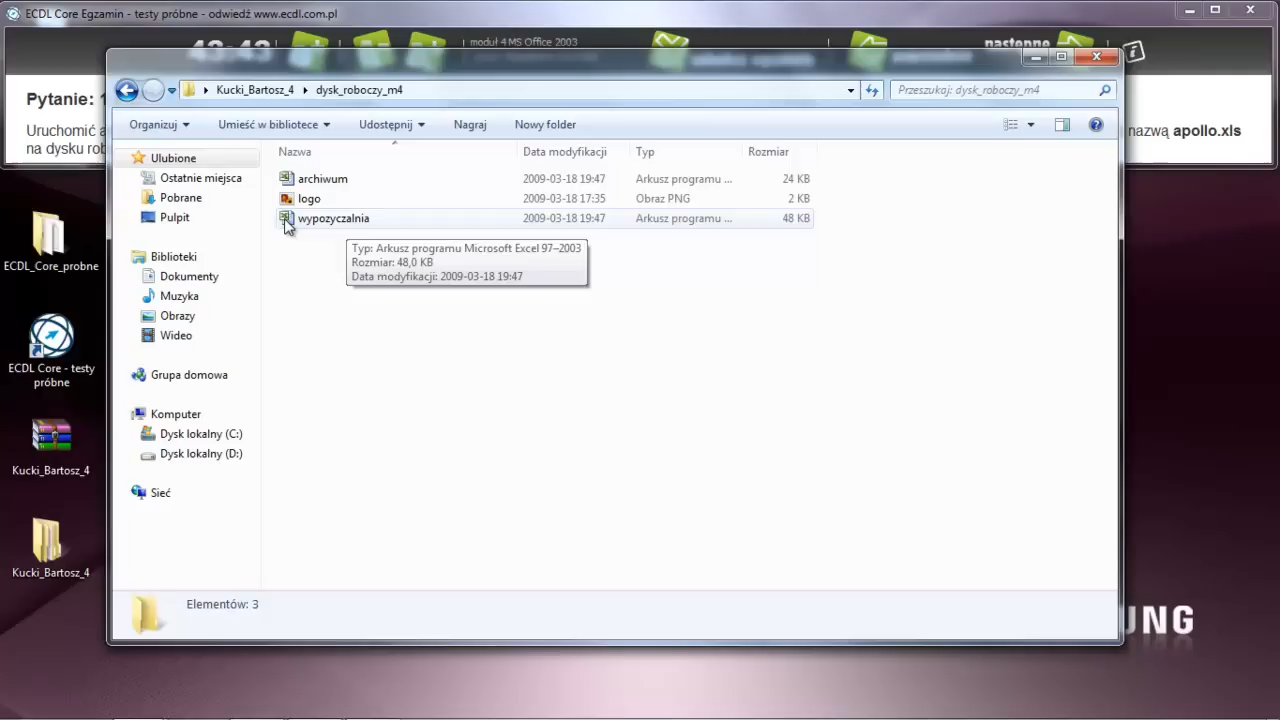 ECDL Core Egzamin - testy próbne - odwiedź www.ecdl.com.pl
43:43
moduł 4 MS Office 2003
następne
Pytanie: 1
Uruchomić a
nazwą apollo.xls
na dysku rob
Kucki_Bartosz_4
dysk_roboczy_m4
Przeszukaj: dysk_roboczy_m4
Organizuj
Umieść w bibliotece
Udostępnij
Nagraj
Nowy folder
Nazwa
Data modyfikacji
Typ
Rozmiar
Ulubione
Ostatnie miejsca
Pobrane
Pulpit
Biblioteki
Dokumenty
Muzyka
Obrazy
Wideo
Grupa domowa
Komputer
Dysk lokalny (C:)
Dysk lokalny (D:)
Sieć
archiwum 2009-03-18 19:47 Arkusz programu ... 24 KB
logo 2009-03-18 17:35 Obraz PNG 2 KB
wypozyczalnia 2009-03-18 19:47 Arkusz programu ... 48 KB
Typ: Arkusz programu Microsoft Excel 97–2003
Rozmiar: 48,0 KB
Data modyfikacji: 2009-03-18 19:47
Elementów: 3
ECDL_Core_probne
ECDL Core - testy
próbne
Kucki_Bartosz_4
Kucki_Bartosz_4
UNG